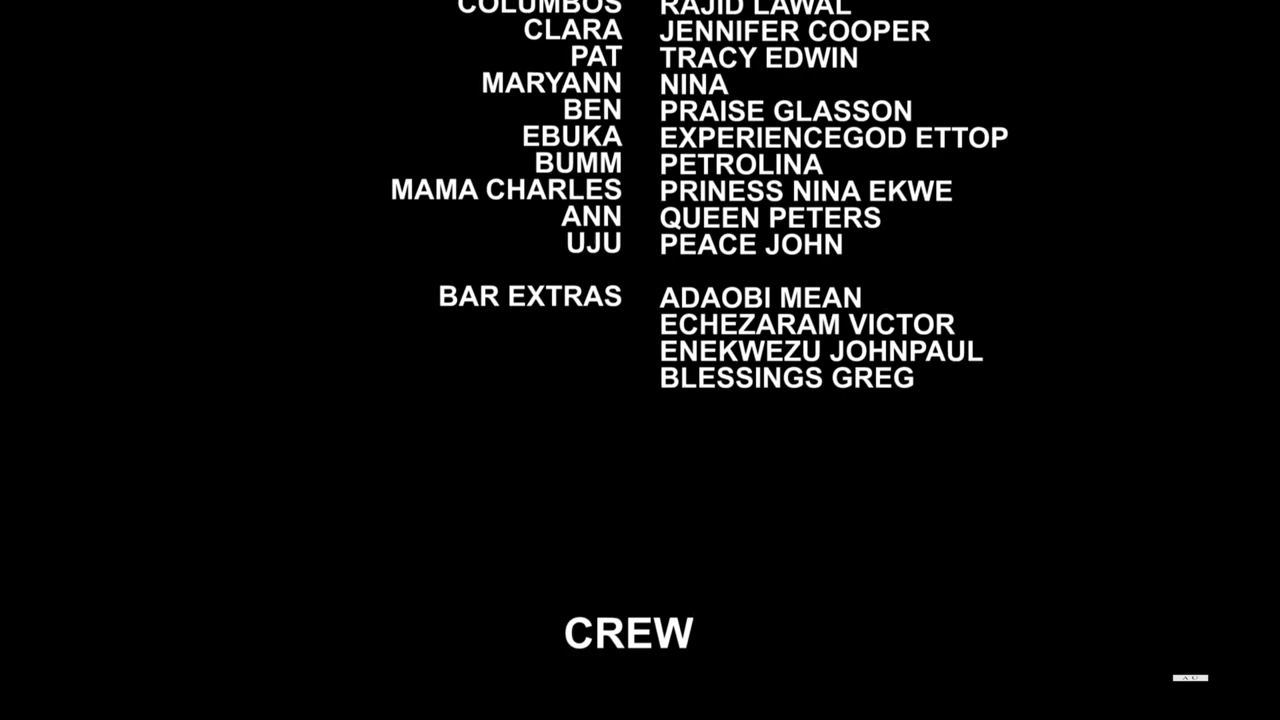 COLUMBOS RAJID LAWAL
CLARA JENNIFER COOPER
PAT TRACY EDWIN
MARYANN NINA
BEN PRAISE GLASSON
EBUKA EXPERIENCEGOD ETTOP
BUMM PETROLINA
MAMA CHARLES PRINESS NINA EKWE
ANN QUEEN PETERS
UJU PEACE JOHN
BAR EXTRAS ADAOBI MEAN
ECHEZARAM VICTOR
ENEKWEZU JOHNPAUL
BLESSINGS GREG
CREW
AU